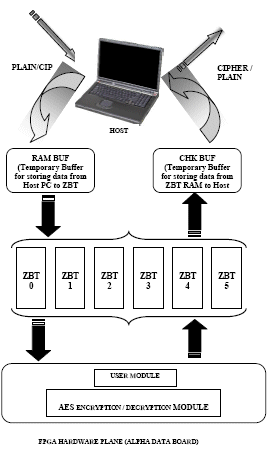 PLAIN/CIP
CIPHER /
PLAIN
HOST
RAM BUF
(Temporary Buffer
for storing data from
Host PC to ZBT
CHK BUF
(Temporary Buffer
for storing data from
ZBT RAM to Host
ZBT
0
ZBT
1
ZBT
2
ZBT
3
ZBT
4
ZBT
5
USER MODULE
AES ENCRYPTION / DECRYPTION MODULE
FPGA HARDWARE PLANE (ALPHA DATA BOARD)